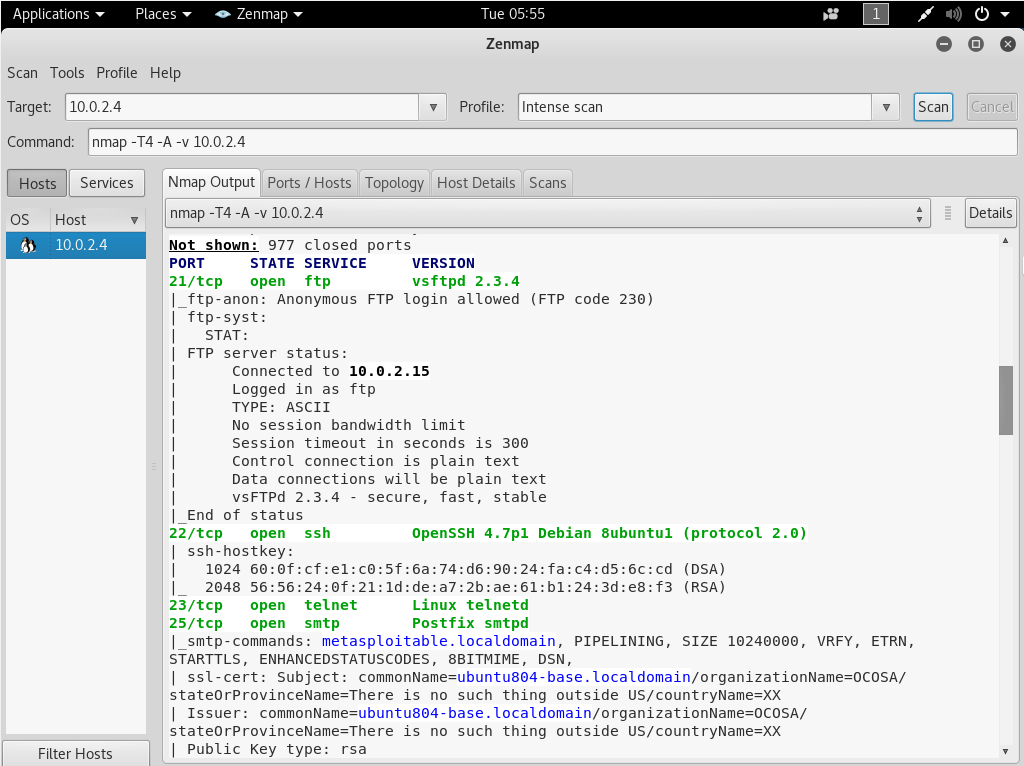 Applications Places Zenmap Tue 05:55 1
Zenmap
Scan Tools Profile Help
Target: 10.0.2.4 Profile: Intense scan Scan Cancel
Command: nmap -T4 -A -v 10.0.2.4
Hosts Services Nmap Output Ports / Hosts Topology Host Details Scans
OS Host
nmap -T4 -A -v 10.0.2.4 Details
10.0.2.4
Not shown: 977 closed ports
PORT STATE SERVICE VERSION
21/tcp open ftp vsftpd 2.3.4
|_ftp-anon: Anonymous FTP login allowed (FTP code 230)
| ftp-syst:
|   STAT:
| FTP server status:
|      Connected to 10.0.2.15
|      Logged in as ftp
|      TYPE: ASCII
|      No session bandwidth limit
|      Session timeout in seconds is 300
|      Control connection is plain text
|      Data connections will be plain text
|      vsFTPd 2.3.4 - secure, fast, stable
|_End of status
22/tcp open ssh OpenSSH 4.7p1 Debian 8ubuntu1 (protocol 2.0)
| ssh-hostkey:
|   1024 60:0f:cf:e1:c0:5f:6a:74:d6:90:24:fa:c4:d5:6c:cd (DSA)
|_  2048 56:56:24:0f:21:1d:de:a7:2b:ae:61:b1:24:3d:e8:f3 (RSA)
23/tcp open telnet Linux telnetd
25/tcp open smtp Postfix smtpd
|_smtp-commands: metasploitable.localdomain, PIPELINING, SIZE 10240000, VRFY, ETRN,
STARTTLS, ENHANCEDSTATUSCODES, 8BITMIME, DSN,
| ssl-cert: Subject: commonName=ubuntu804-base.localdomain/organizationName=OCOSA/
stateOrProvinceName=There is no such thing outside US/countryName=XX
| Issuer: commonName=ubuntu804-base.localdomain/organizationName=OCOSA/
stateOrProvinceName=There is no such thing outside US/countryName=XX
| Public Key type: rsa
Filter Hosts